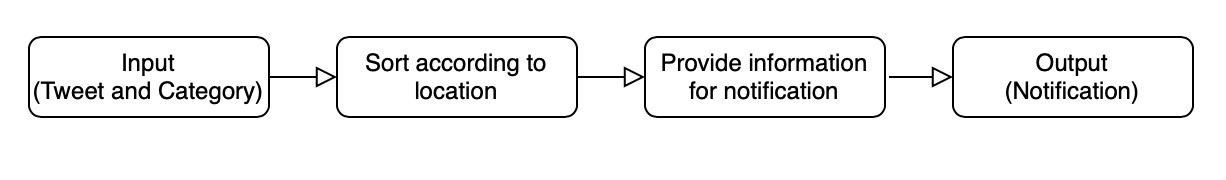 Input
(Tweet and Category)
Sort according to
location
Provide information
for notification
Output
(Notification)